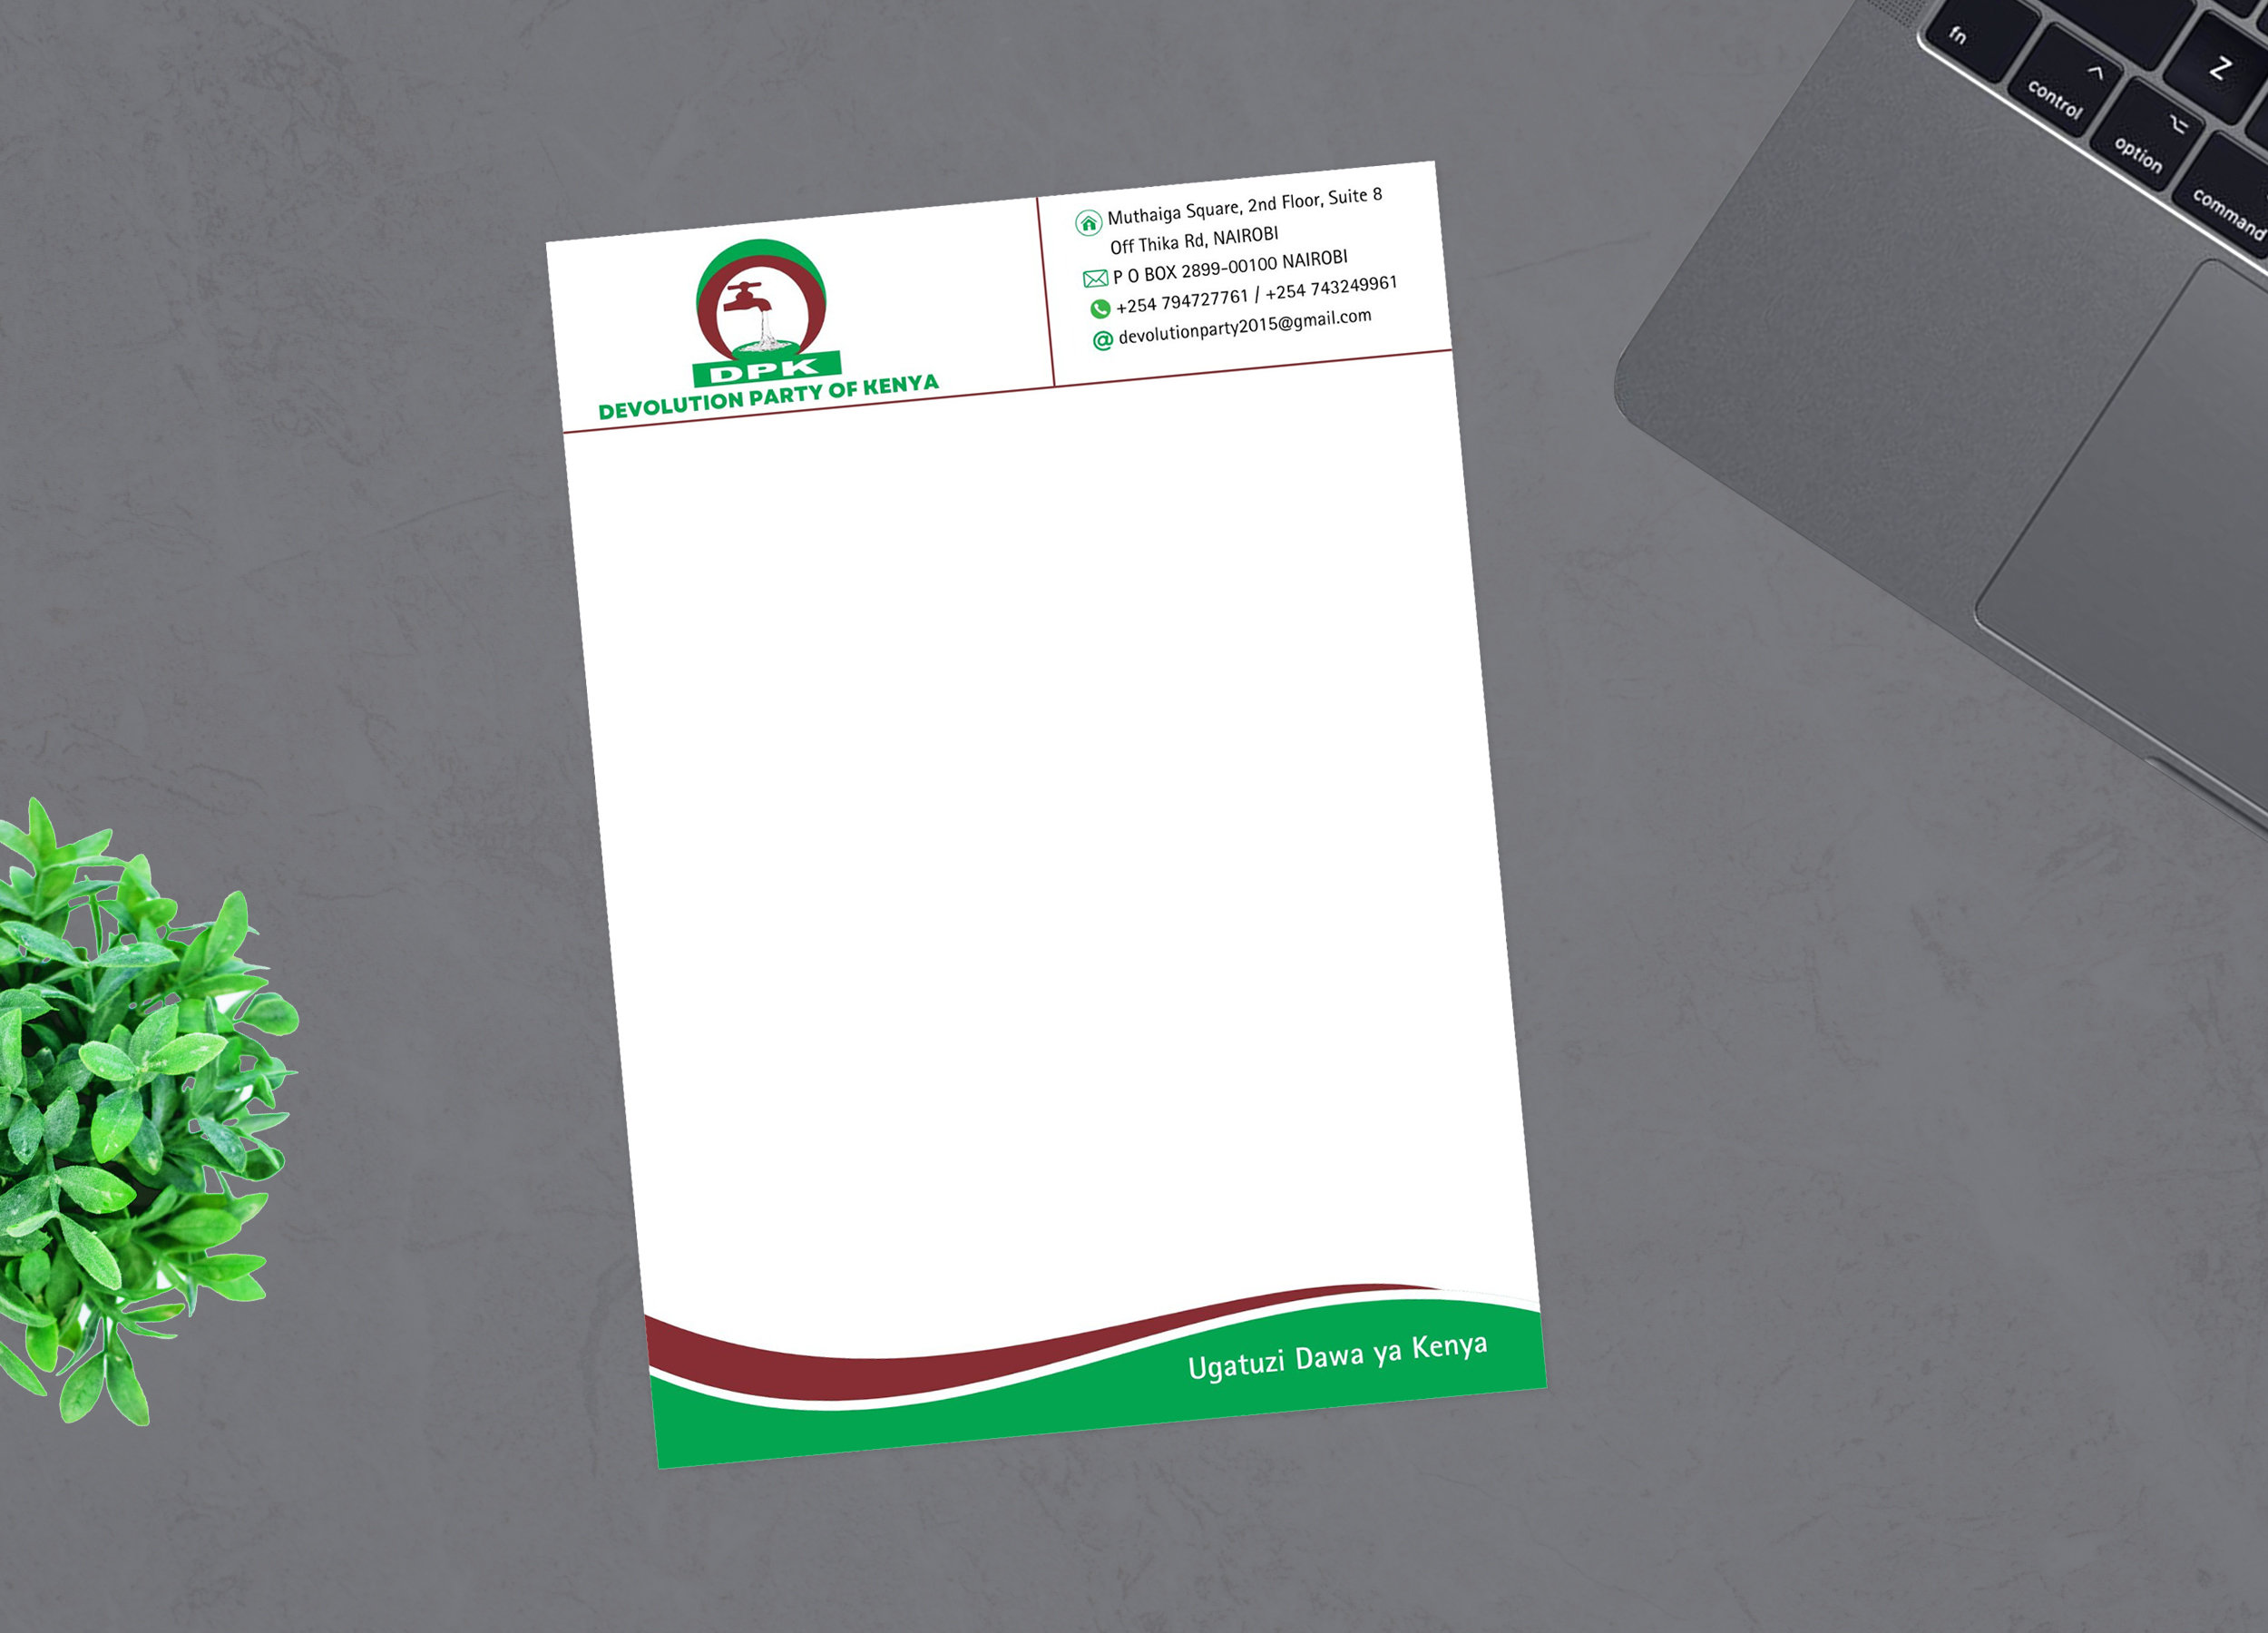 DPK
DEVOLUTION PARTY OF KENYA
Muthaiga Square, 2nd Floor, Suite 8
Off Thika Rd, NAIROBI
P O BOX 2899-00100 NAIROBI
+254 794727761 / +254 743249961
@ devolutionparty2015@gmail.com
Ugatuzi Dawa ya Kenya
fn
control
option
command
Z